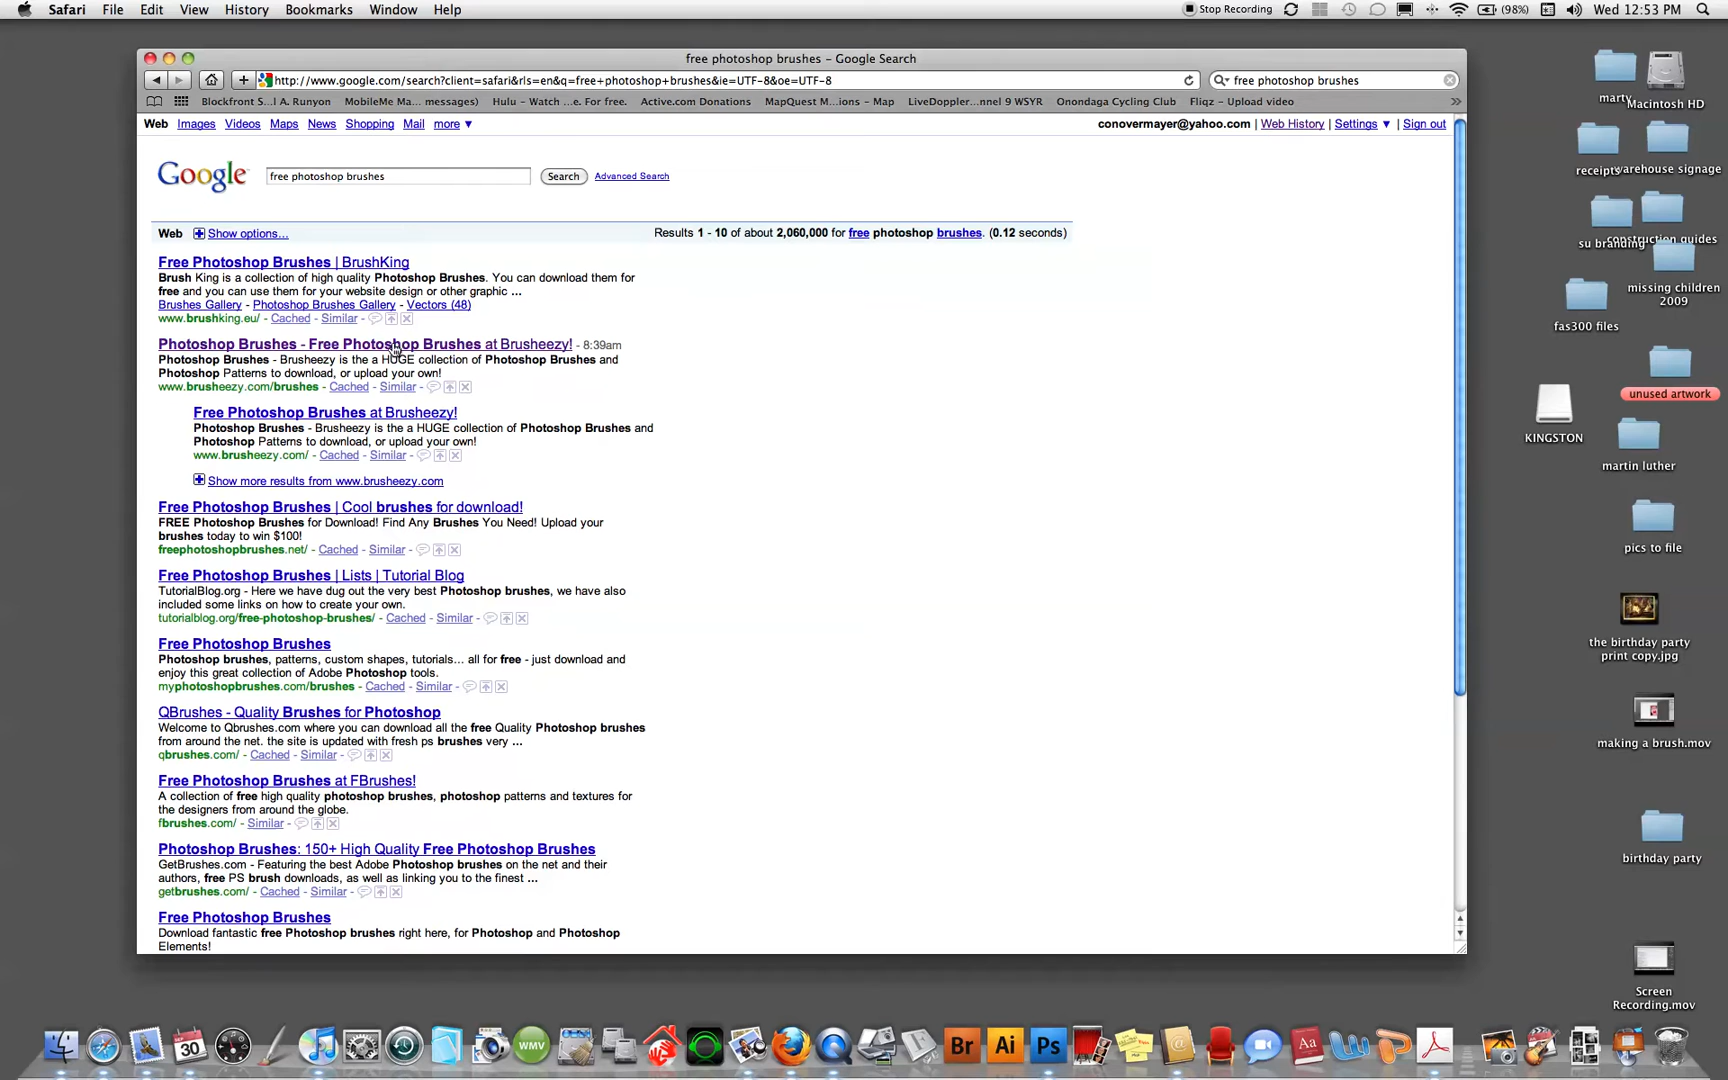 Safari File Edit View History Bookmarks Window Help
Stop Recording (98%) Wed 12:53 PM
free photoshop brushes – Google Search
http://www.google.com/search?client=safari&rls=en&q=free+photoshop+brushes&ie=UTF-8&oe=UTF-8
free photoshop brushes
Blockfront S...l A. Runyon MobileMe Ma... messages) Hulu – Watch ...e. For free. Active.com Donations MapQuest M...ions – Map LiveDoppler...nnel 9 WSYR Onondaga Cycling Club Fliqz – Upload video
Web Images Videos Maps News Shopping Mail more ▼
conovermayer@yahoo.com | Web History | Settings ▼ | Sign out
Google
free photoshop brushes
Search
Advanced Search
Web Show options...
Results 1 - 10 of about 2,060,000 for free photoshop brushes. (0.12 seconds)
Free Photoshop Brushes | BrushKing
Brush King is a collection of high quality Photoshop Brushes. You can download them for
free and you can use them for your website design or other graphic ...
Brushes Gallery - Photoshop Brushes Gallery - Vectors (48)
www.brushking.eu/ - Cached - Similar -
Photoshop Brushes - Free Photoshop Brushes at Brusheezy! - 8:39am
Photoshop Brushes - Brusheezy is the a HUGE collection of Photoshop Brushes and
Photoshop Patterns to download, or upload your own!
www.brusheezy.com/brushes - Cached - Similar -
Free Photoshop Brushes at Brusheezy!
Photoshop Brushes - Brusheezy is the a HUGE collection of Photoshop Brushes and
Photoshop Patterns to download, or upload your own!
www.brusheezy.com/ - Cached - Similar -
Show more results from www.brusheezy.com
Free Photoshop Brushes | Cool brushes for download!
FREE Photoshop Brushes for Download! Find Any Brushes You Need! Upload your
brushes today to win $100!
freephotoshopbrushes.net/ - Cached - Similar -
Free Photoshop Brushes | Lists | Tutorial Blog
TutorialBlog.org - Here we have dug out the very best Photoshop brushes, we have also
included some links on how to create your own.
tutorialblog.org/free-photoshop-brushes/ - Cached - Similar -
Free Photoshop Brushes
Photoshop brushes, patterns, custom shapes, tutorials... all for free - just download and
enjoy this great collection of Adobe Photoshop tools.
myphotoshopbrushes.com/brushes - Cached - Similar -
QBrushes - Quality Brushes for Photoshop
Welcome to Qbrushes.com where you can download all the free Quality Photoshop brushes
from around the net. the site is updated with fresh ps brushes very ...
qbrushes.com/ - Cached - Similar -
Free Photoshop Brushes at FBrushes!
A collection of free high quality photoshop brushes, photoshop patterns and textures for
the designers from around the globe.
fbrushes.com/ - Similar -
Photoshop Brushes: 150+ High Quality Free Photoshop Brushes
GetBrushes.com - Featuring the best Adobe Photoshop brushes on the net and their
authors, free PS brush downloads, as well as linking you to the finest ...
getbrushes.com/ - Cached - Similar -
Free Photoshop Brushes
Download fantastic free Photoshop brushes right here, for Photoshop and Photoshop
Elements!
marty
Macintosh HD
receipts
warehouse signage
su branding
construction guides
missing children
2009
fas300 files
unused artwork
KINGSTON
martin luther
pics to file
the birthday party
print copy.jpg
making a brush.mov
birthday party
Screen
Recording.mov
SEP
30
WMV
Br
Ai
Ps
Aa